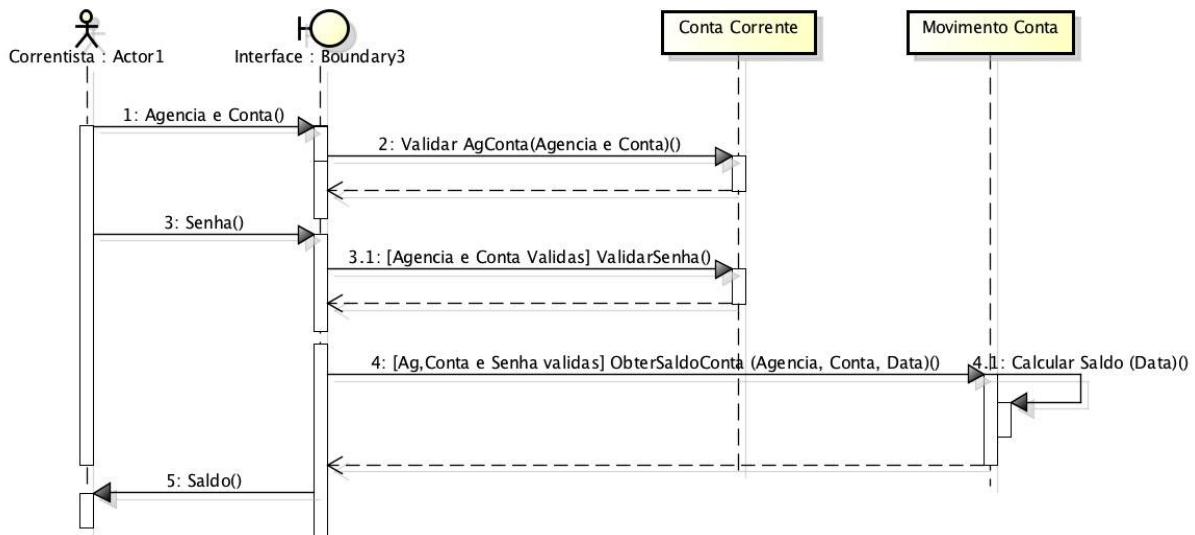 Correntista : Actor1
Interface : Boundary3
Conta Corrente
Movimento Conta
1: Agencia e Conta()
2: Validar AgConta(Agencia e Conta)()
3: Senha()
3.1: [Agencia e Conta Validas] ValidarSenha()
4: [Ag,Conta e Senha validas] ObterSaldoConta (Agencia, Conta, Data)()
4.1: Calcular Saldo (Data)()
5: Saldo()